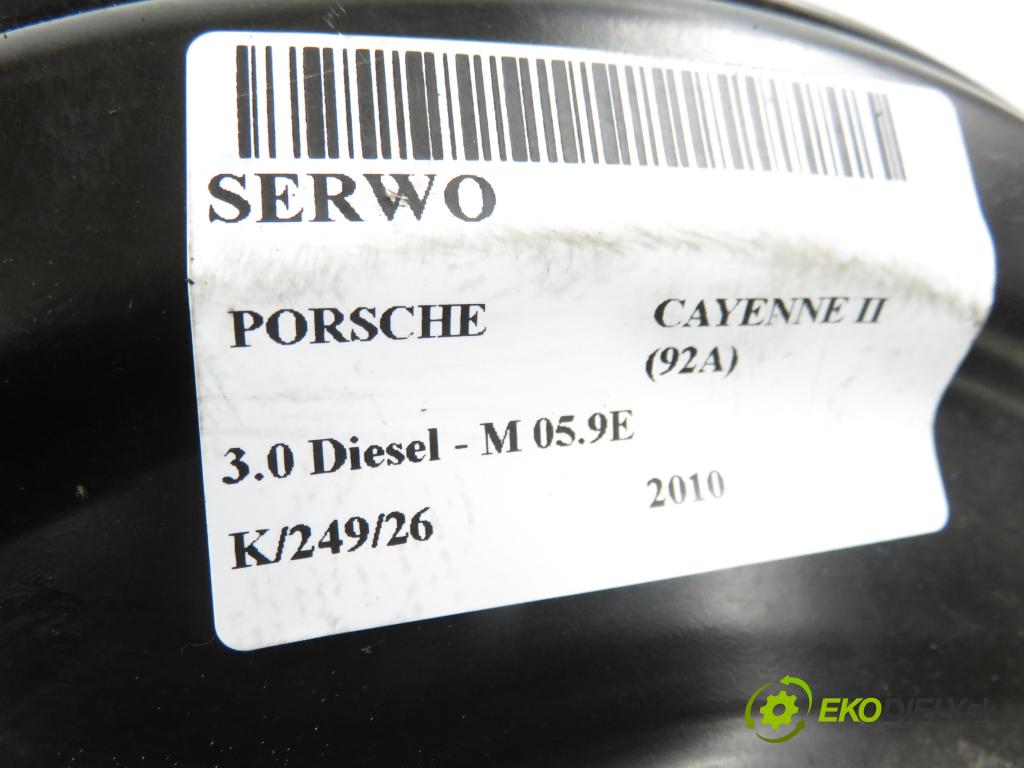 SERWO
PORSCHE CAYENNE II
(92A)
3.0 Diesel - M 05.9E
2010
K/249/26
EKODIELY.sk